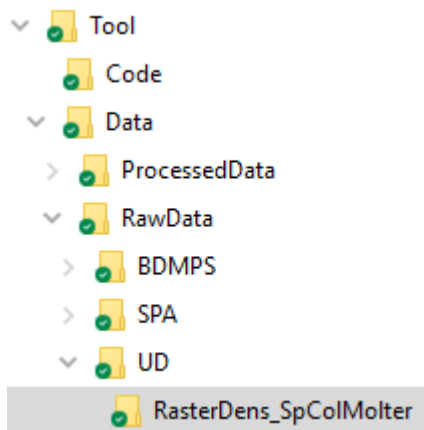 Tool
Code
Data
ProcessedData
RawData
BDMPS
SPA
UD
RasterDens_SpColMolter